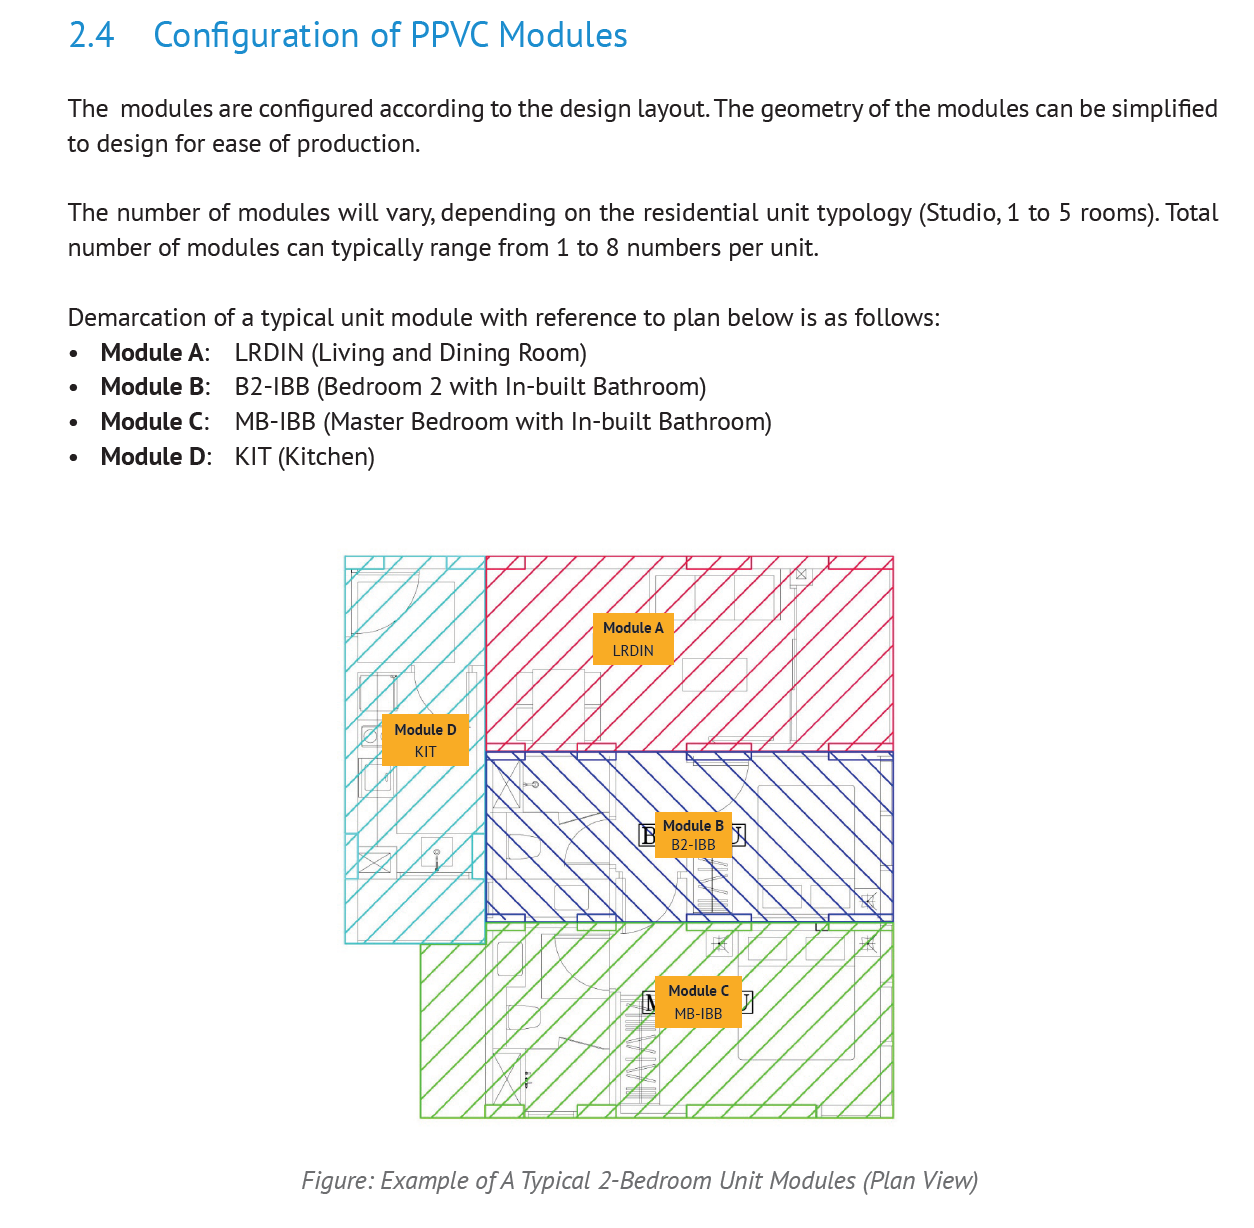 2.4 Configuration of PPVC Modules
The modules are configured according to the design layout. The geometry of the modules can be simplified
to design for ease of production.
The number of modules will vary, depending on the residential unit typology (Studio, 1 to 5 rooms). Total
number of modules can typically range from 1 to 8 numbers per unit.
Demarcation of a typical unit module with reference to plan below is as follows:
• Module A: LRDIN (Living and Dining Room)
• Module B: B2-IBB (Bedroom 2 with In-built Bathroom)
• Module C: MB-IBB (Master Bedroom with In-built Bathroom)
• Module D: KIT (Kitchen)
Module A
LRDIN
Module D
KIT
Module B
B2-IBB
Module C
MB-IBB
Figure: Example of A Typical 2-Bedroom Unit Modules (Plan View)